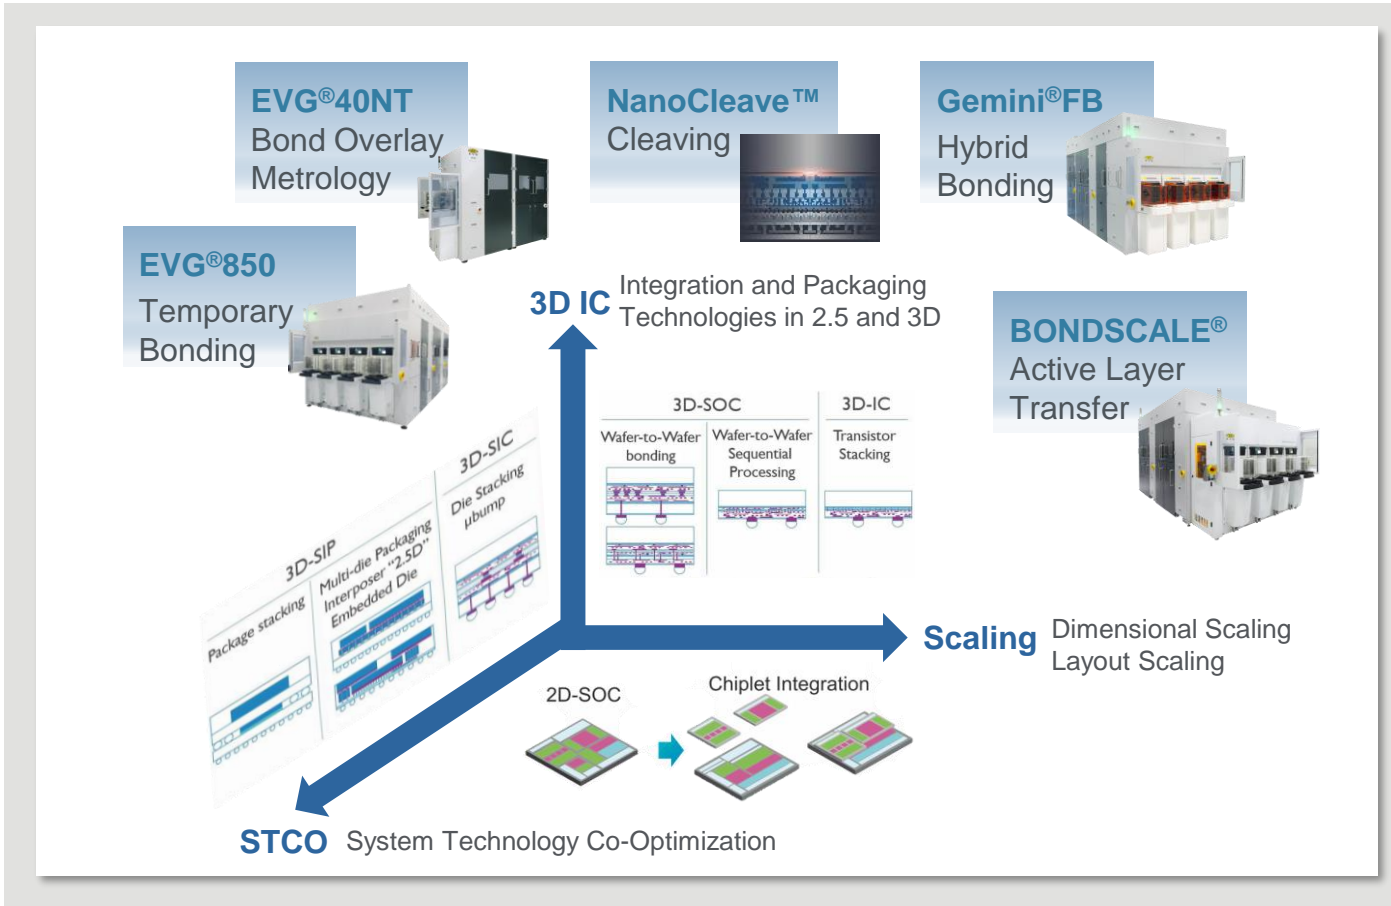 EVG®40NT
Bond Overlay
Metrology
NanoCleave™
Cleaving
Gemini®FB
Hybrid
Bonding
EVG®850
Temporary
Bonding
BONDSCALE®
Active Layer
Transfer
3D IC
Integration and Packaging
Technologies in 2.5 and 3D
3D-SOC
3D-IC
Wafer-to-Wafer
bonding
Wafer-to-Wafer
Sequential
Processing
Transistor
Stacking
3D-SIP
3D-SIC
Package stacking
Multi-die Packaging
Interposer "2.5D"
Embedded Die
Die Stacking
µbump
Scaling
Dimensional Scaling
Layout Scaling
2D-SOC
Chiplet Integration
STCO
System Technology Co-Optimization